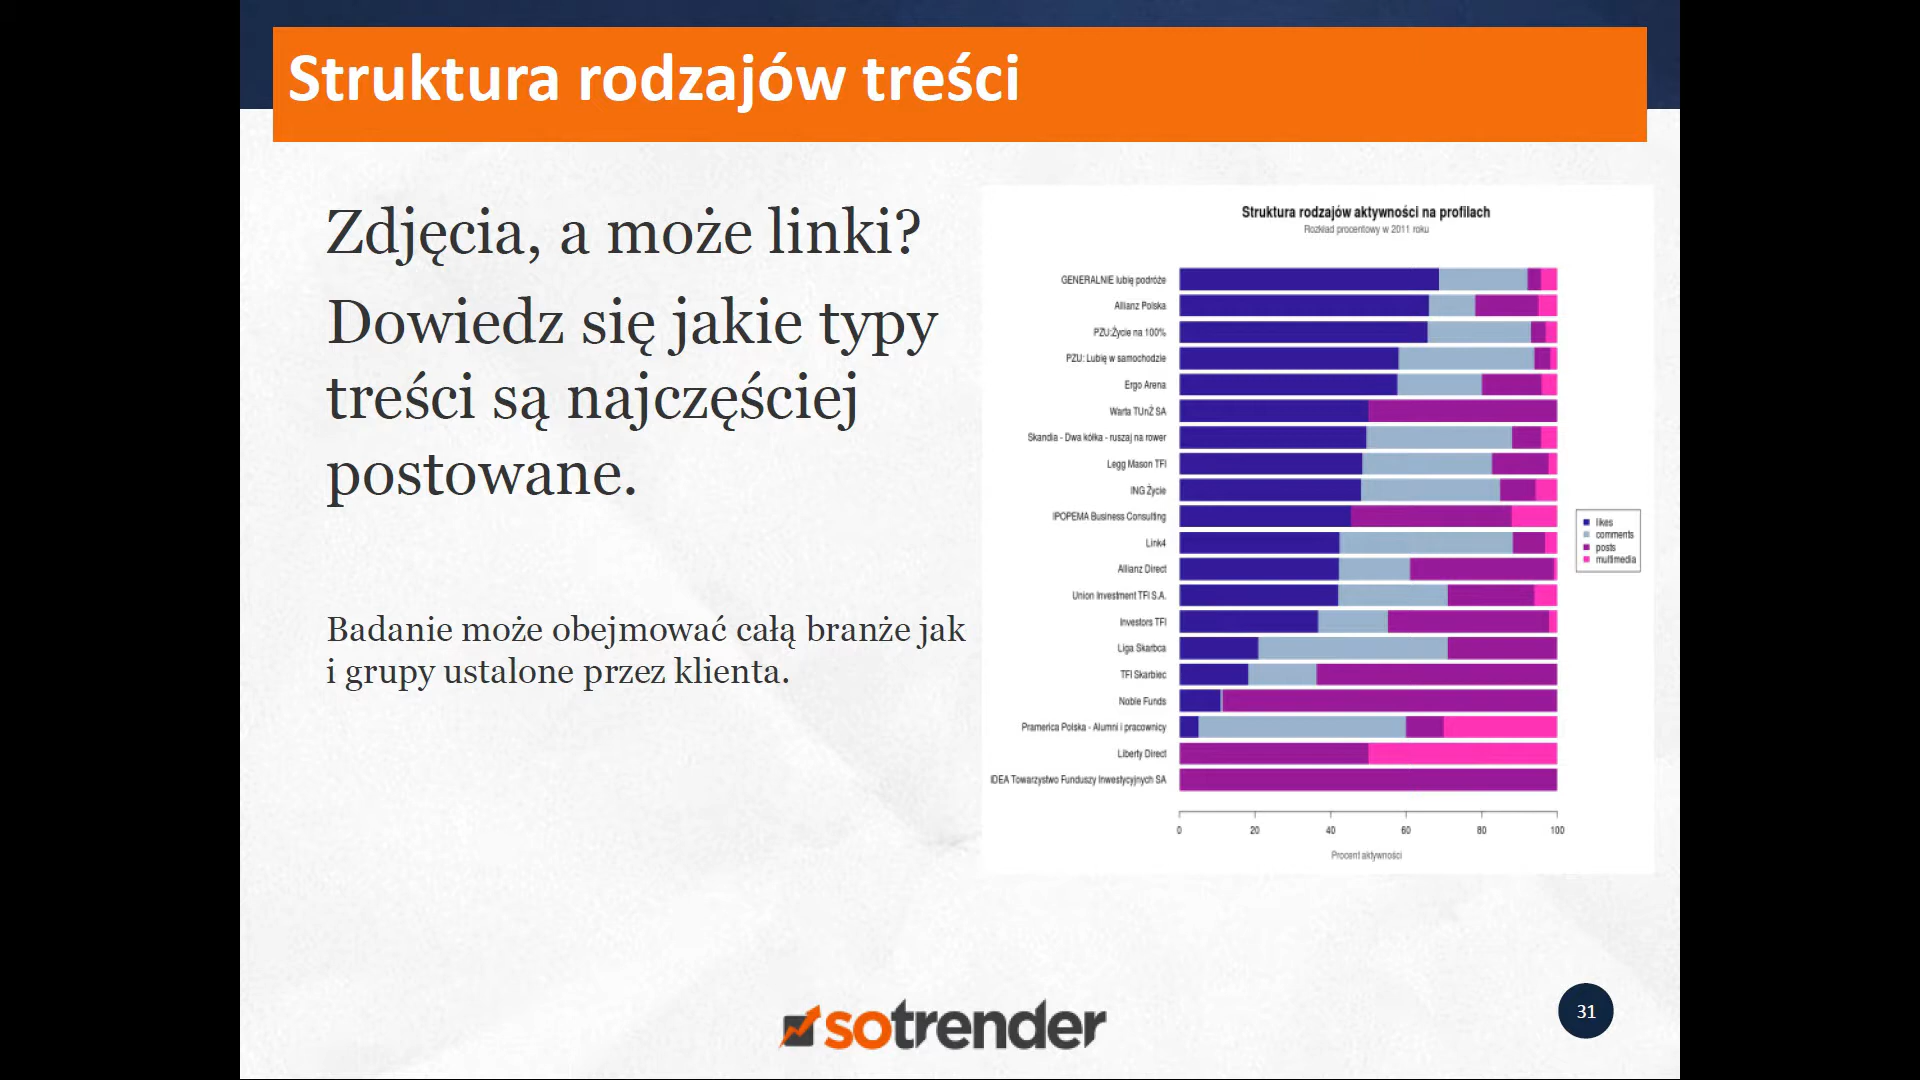 Struktura rodzajów treści
Zdjęcia, a może linki?
Dowiedz się jakie typy
treści są najczęściej
postowane.
Badanie może obejmować całą branże jak
i grupy ustalone przez klienta.
Struktura rodzajów aktywności na profilach
Rozkład procentowy w 2011 roku
GENERALNIE lubię podróże
Allianz Polska
PZU:Życie na 100%
PZU: Lubię w samochodzie
Ergo Arena
Warta TUnŻ SA
Skandia - Dwa kółka - ruszaj na rower
Legg Mason TFI
ING Życie
IPOPEMA Business Consulting
Link4
Allianz Direct
Union Investment TFI S.A.
Investors TFI
Liga Skarbca
TFI Skarbiec
Noble Funds
Pramerica Polska - Alumni i pracownicy
Liberty Direct
IDEA Towarzystwo Funduszy Inwestycyjnych SA
0 20 40 60 80 100
Procent aktywności
likes
comments
posts
multimedia
sotrender
31